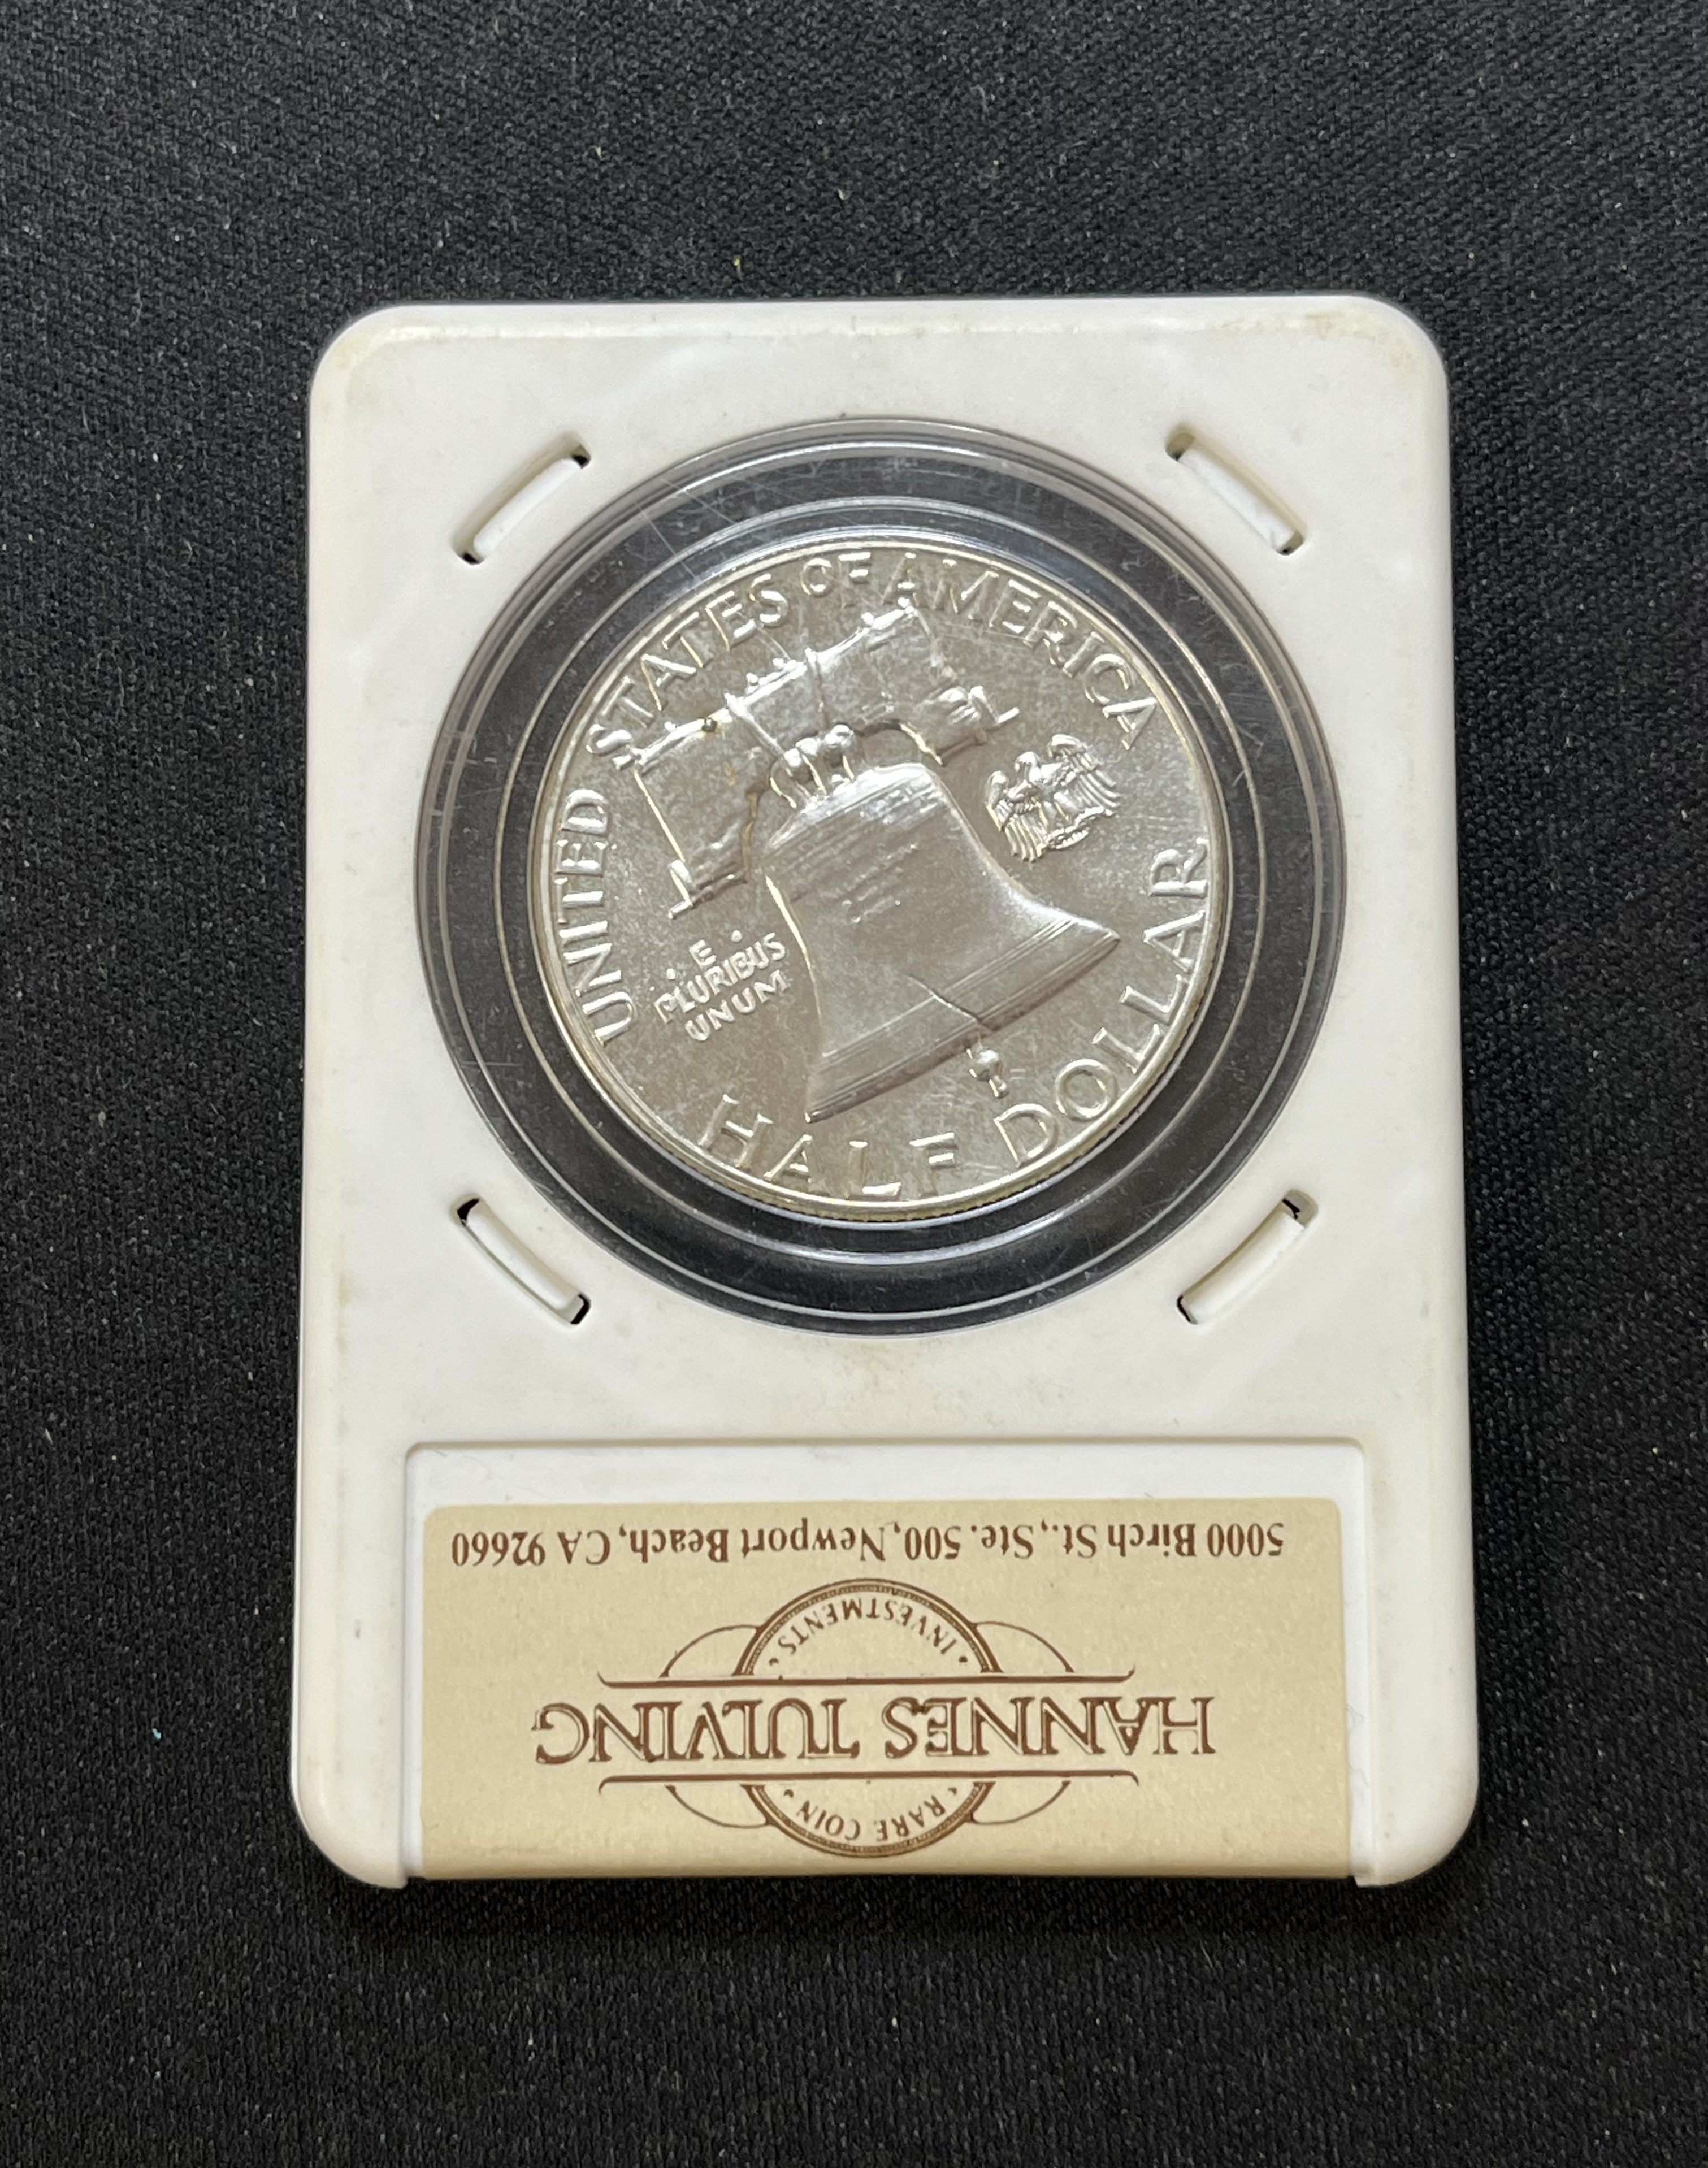 UNITED STATES OF AMERICA
E
PLURIBUS
UNUM
HALF DOLLAR
RARE COIN
HANNES TULVING
INVESTMENTS
5000 Birch St., Ste. 500, Newport Beach, CA 92660